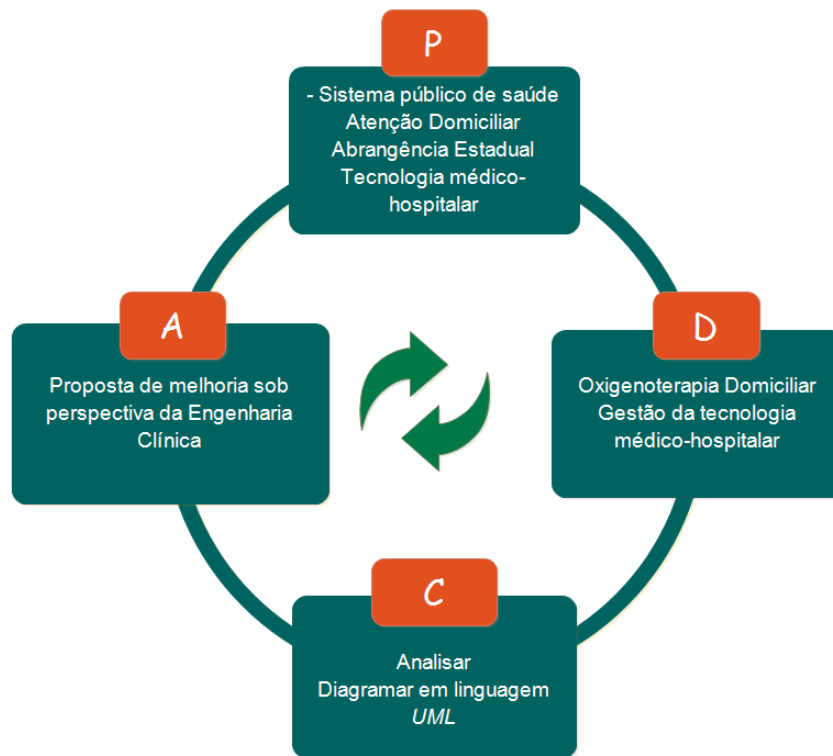 P
- Sistema público de saúde
Atenção Domiciliar
Abrangência Estadual
Tecnologia médico-
hospitalar
A
Proposta de melhoria sob
perspectiva da Engenharia
Clínica
D
Oxigenoterapia Domiciliar
Gestão da tecnologia
médico-hospitalar
C
Analisar
Diagramar em linguagem
UML